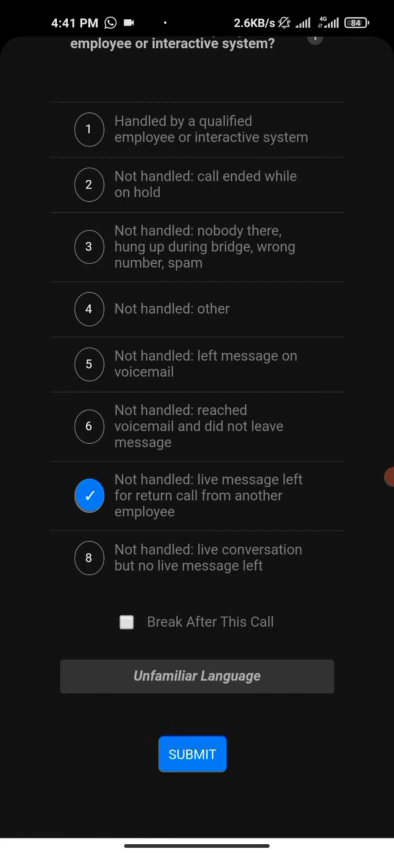 4:41 PM 2.6KB/s 4G 84
employee or interactive system?
1 Handled by a qualified
employee or interactive system
2 Not handled: call ended while
on hold
3 Not handled: nobody there,
hung up during bridge, wrong
number, spam
4 Not handled: other
5 Not handled: left message on
voicemail
6 Not handled: reached
voicemail and did not leave
message
Not handled: live message left
for return call from another
employee
8 Not handled: live conversation
but no live message left
Break After This Call
Unfamiliar Language
SUBMIT